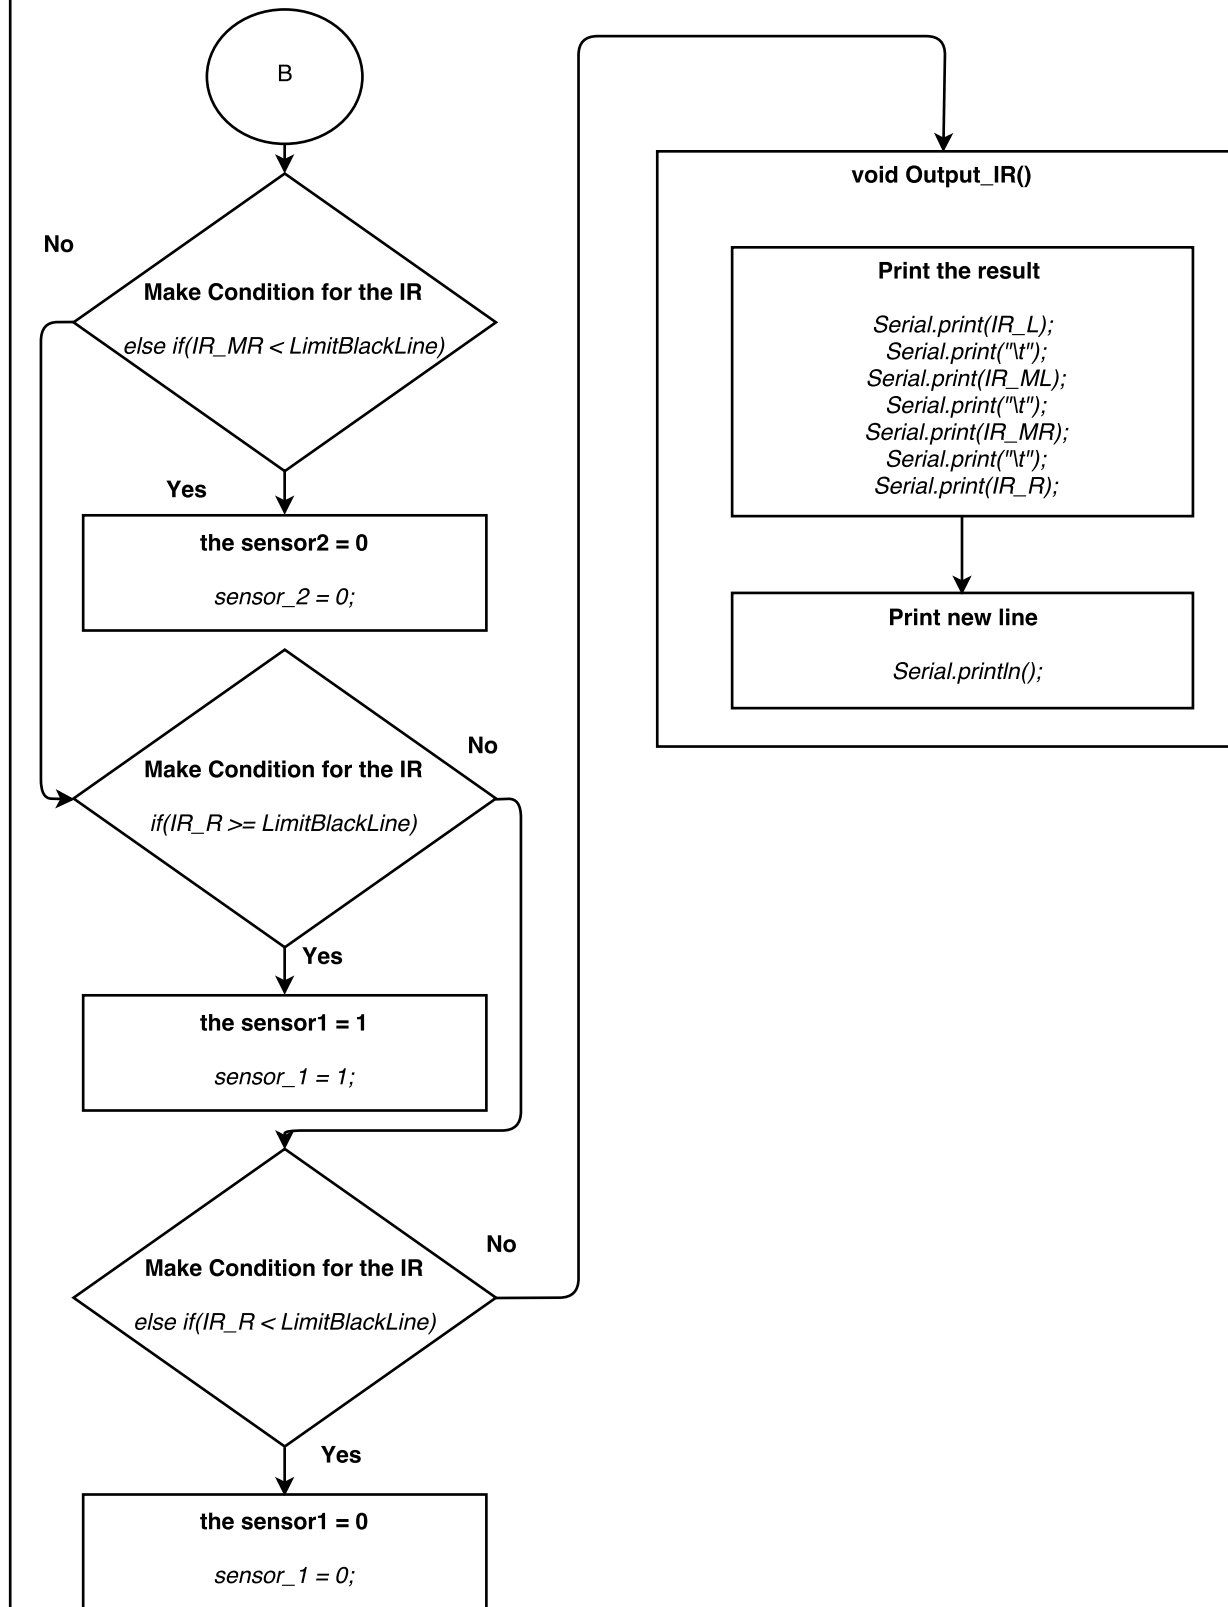 B
No
Make Condition for the IR
else if(IR_MR < LimitBlackLine)
Yes
the sensor2 = 0
sensor_2 = 0;
No
Make Condition for the IR
if(IR_R >= LimitBlackLine)
Yes
the sensor1 = 1
sensor_1 = 1;
No
Make Condition for the IR
else if(IR_R < LimitBlackLine)
Yes
the sensor1 = 0
sensor_1 = 0;
void Output_IR()
Print the result
Serial.print(IR_L);
Serial.print("\t");
Serial.print(IR_ML);
Serial.print("\t");
Serial.print(IR_MR);
Serial.print("\t");
Serial.print(IR_R);
Print new line
Serial.println();